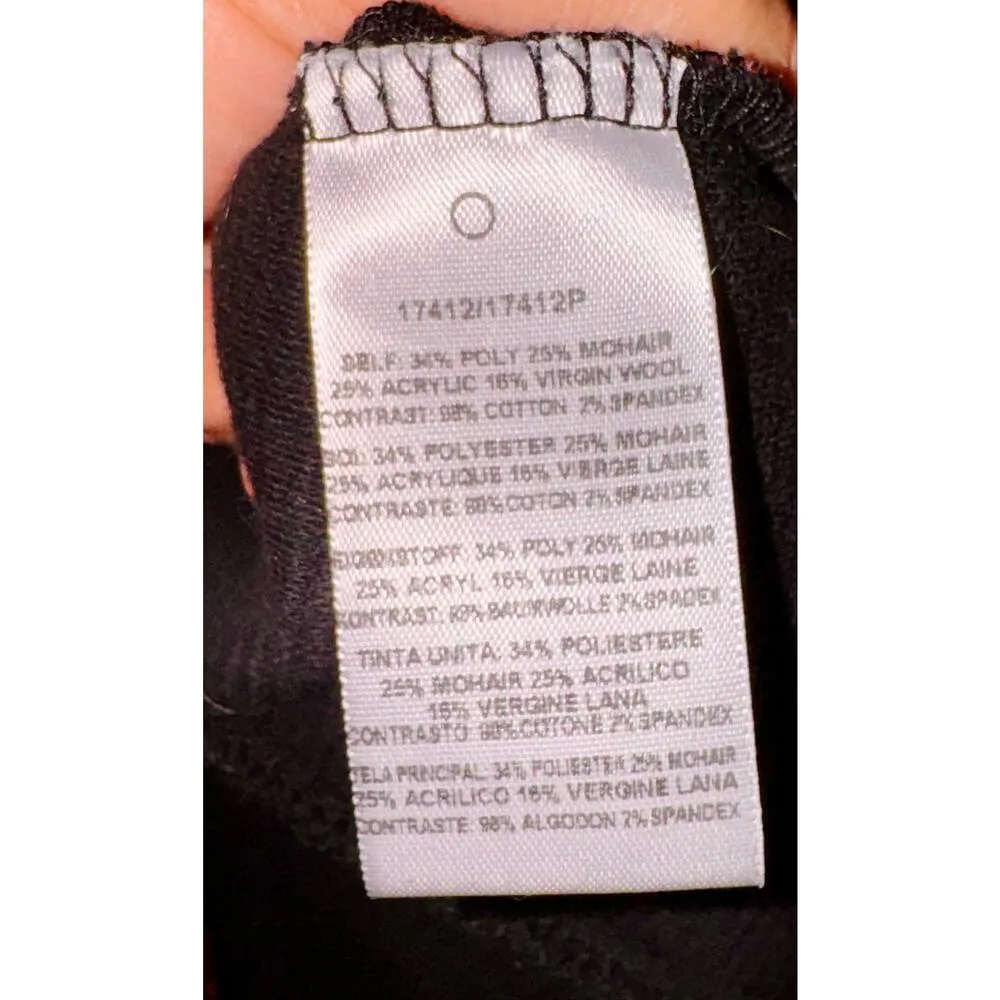 17412/17412P
SELF: 34% POLY 25% MOHAIR
25% ACRYLIC 16% VIRGIN WOOL
CONTRAST: 98% COTTON 2% SPANDEX
SOI: 34% POLYESTER 25% MOHAIR
25% ACRYLIQUE 16% VIERGE LAINE
CONTRASTE: 98% COTON 2% SPANDEX
34% POLY 25% MOHAIR
25% ACRYL 16% VIERGE LAINE
CONTRAST: 98% BAUMWOLLE 2% SPADEX
TINTA UNITA: 34% POLIESTERE
25% MOHAIR 25% ACRILICO
16% VERGINE LANA
CONTRASTO 98% COTONE 2% SPANDEX
TELA PRINCIPAL: 34% POLIESTER 25% MOHAIR
25% ACRILICO 16% VERGINE LANA
CONTRASTE: 98% ALGODON 2% SPANDEX